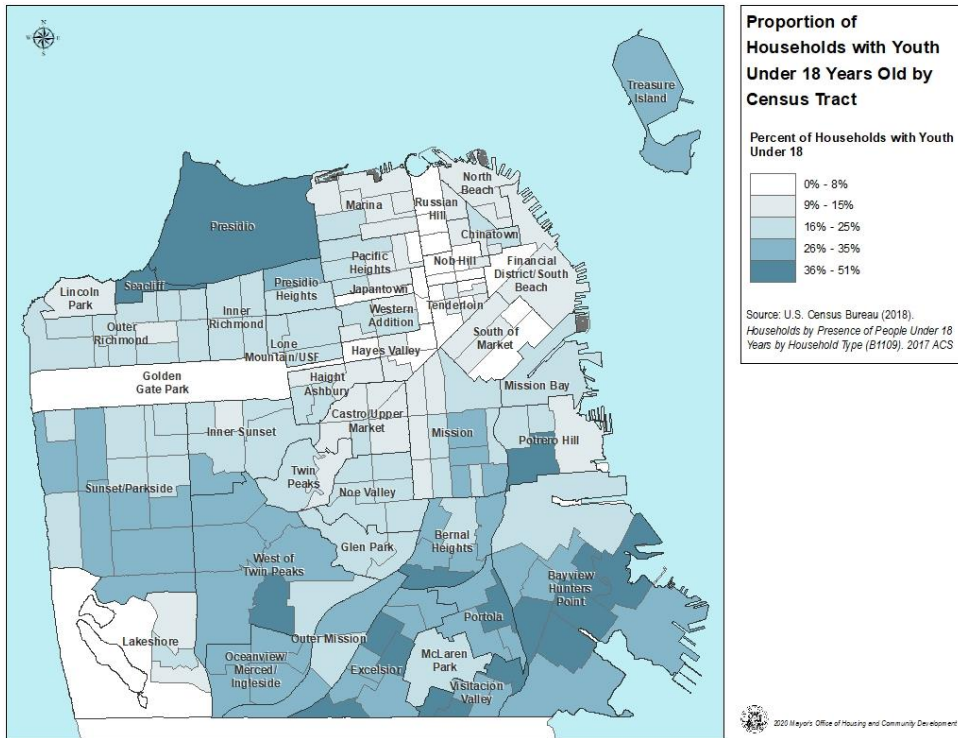 Proportion of
Households with Youth
Under 18 Years Old by
Census Tract
Percent of Households with Youth
Under 18
0% - 8%
9% - 15%
16% - 25%
26% - 35%
36% - 51%
Source: U.S. Census Bureau (2018).
Households by Presence of People Under 18
Years by Household Type (B1109). 2017 ACS
2020 Mayors Office of Housing and Community Development
N
W
E
S
Treasure
Island
North
Beach
Marina
Russian
Hill
Presidio
Chinatown
Pacific
Heights
Nob Hill
Financial
District/South
Beach
Seacliff
Presidio
Heights
Japantown
Lincoln
Park
Tenderloin
Western
Addition
Inner
Richmond
Outer
Richmond
South of
Market
Lone
Mountain/USF
Hayes Valley
Golden
Gate Park
Haight
Ashbury
Mission Bay
Castro/Upper
Market
Inner Sunset
Mission
Potrero Hill
Twin
Peaks
Sunset/Parkside
Noe Valley
Bernal
Heights
Glen Park
West of
Twin Peaks
Bayview
Hunters
Point
Portola
Lakeshore
Outer Mission
McLaren
Park
Oceanview/
Merced/
Ingleside
Excelsior
Visitacion
Valley